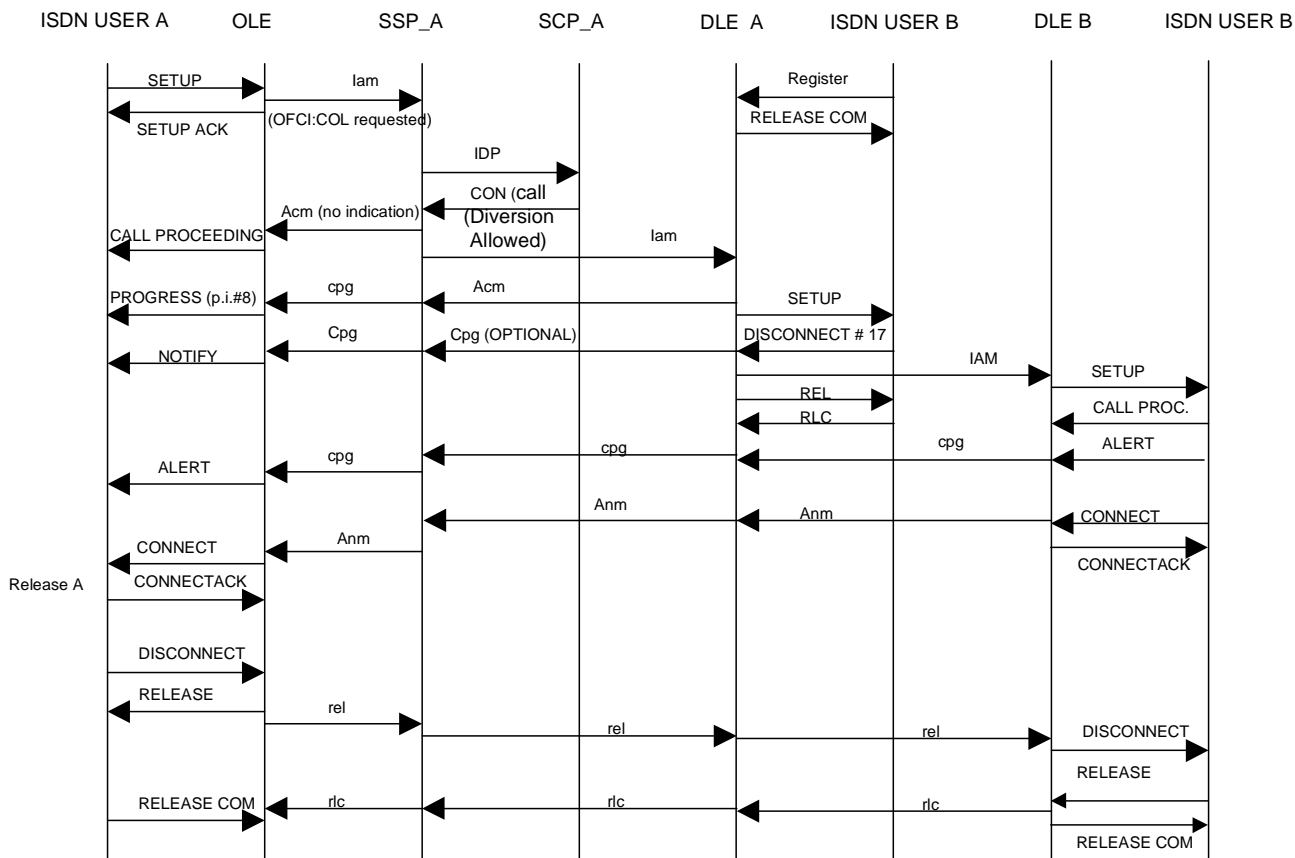 ISDN USER A OLE SSP_A SCP_A DLE A ISDN USER B DLE B ISDN USER B
SETUP Iam Register
SETUP ACK (OFCI:COL requested) RELEASE COM
IDP
CON (call
Acm (no indication) (Diversion
CALL PROCEEDING Allowed) Iam
PROGRESS (p.i.#8) cpg Acm SETUP
NOTIFY Cpg Cpg (OPTIONAL) DISCONNECT # 17
IAM SETUP
REL
RLC CALL PROC.
ALERT cpg cpg cpg ALERT
Anm Anm CONNECT
CONNECT Anm CONNECTACK
Release A CONNECTACK
DISCONNECT
RELEASE rel rel rel DISCONNECT
RELEASE
RELEASE COM rlc rlc rlc
RELEASE COM